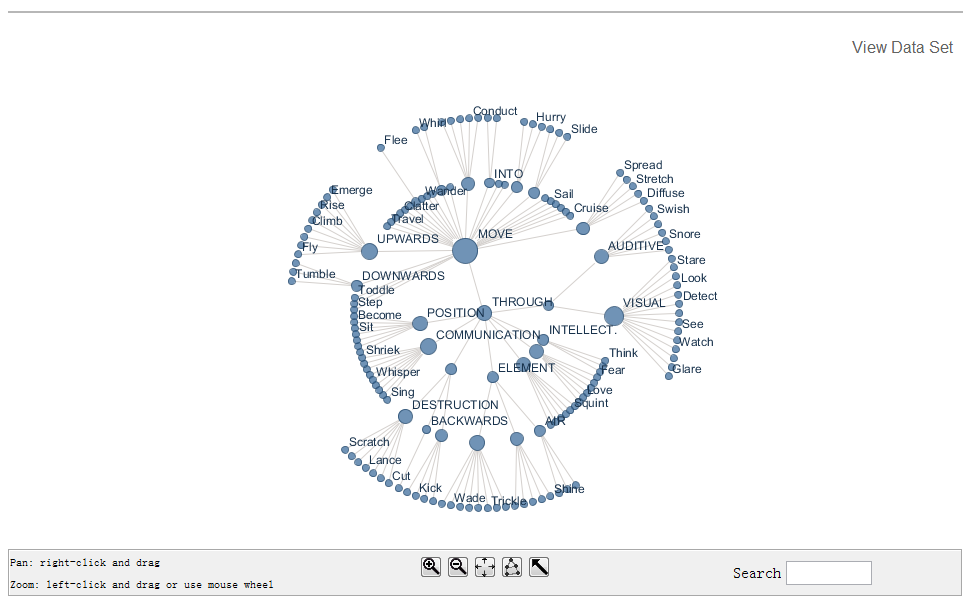 View Data Set
Conduct
Whirl
Hurry
Slide
Flee
Spread
INTO
Stretch
Emerge
Wander
Diffuse
Sail
Rise
Clatter
Cruise
Swish
Climb
Travel
MOVE
Snore
UPWARDS
AUDITIVE
Fly
Stare
Tumble
DOWNWARDS
Look
Toddle
Detect
Step
THROUGH
VISUAL
Become
POSITION
See
Sit
COMMUNICATION
INTELLECT.
Watch
Shriek
Think
Whisper
ELEMENT
Fear
Glare
Sing
Love
DESTRUCTION
Squint
BACKWARDS
AIR
Scratch
Lance
Cut
Kick
Shine
Wade
Trickle
Pan: right-click and drag
Zoom: left-click and drag or use mouse wheel
Search